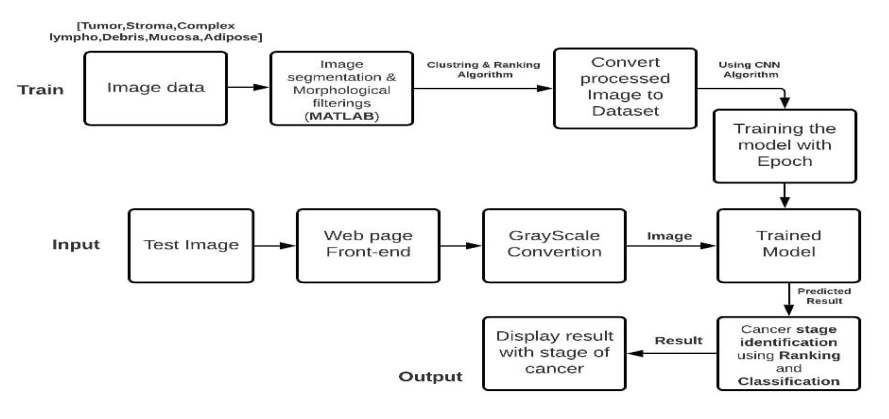 [Tumor,Stroma,Complex
lympho,Debris,Mucosa,Adipose]
Train
Image data
Image
segmentation &
Morphological
filterings
(MATLAB)
Clustring & Ranking
Algorithm
Convert
processed
Image to
Dataset
Using CNN
Algorithm
Training the
model with
Epoch
Input
Test Image
Web page
Front-end
GrayScale
Convertion
Image
Trained
Model
Predicted
Result
Cancer stage
identification
using Ranking
and
Classification
Result
Display result
with stage of
cancer
Output